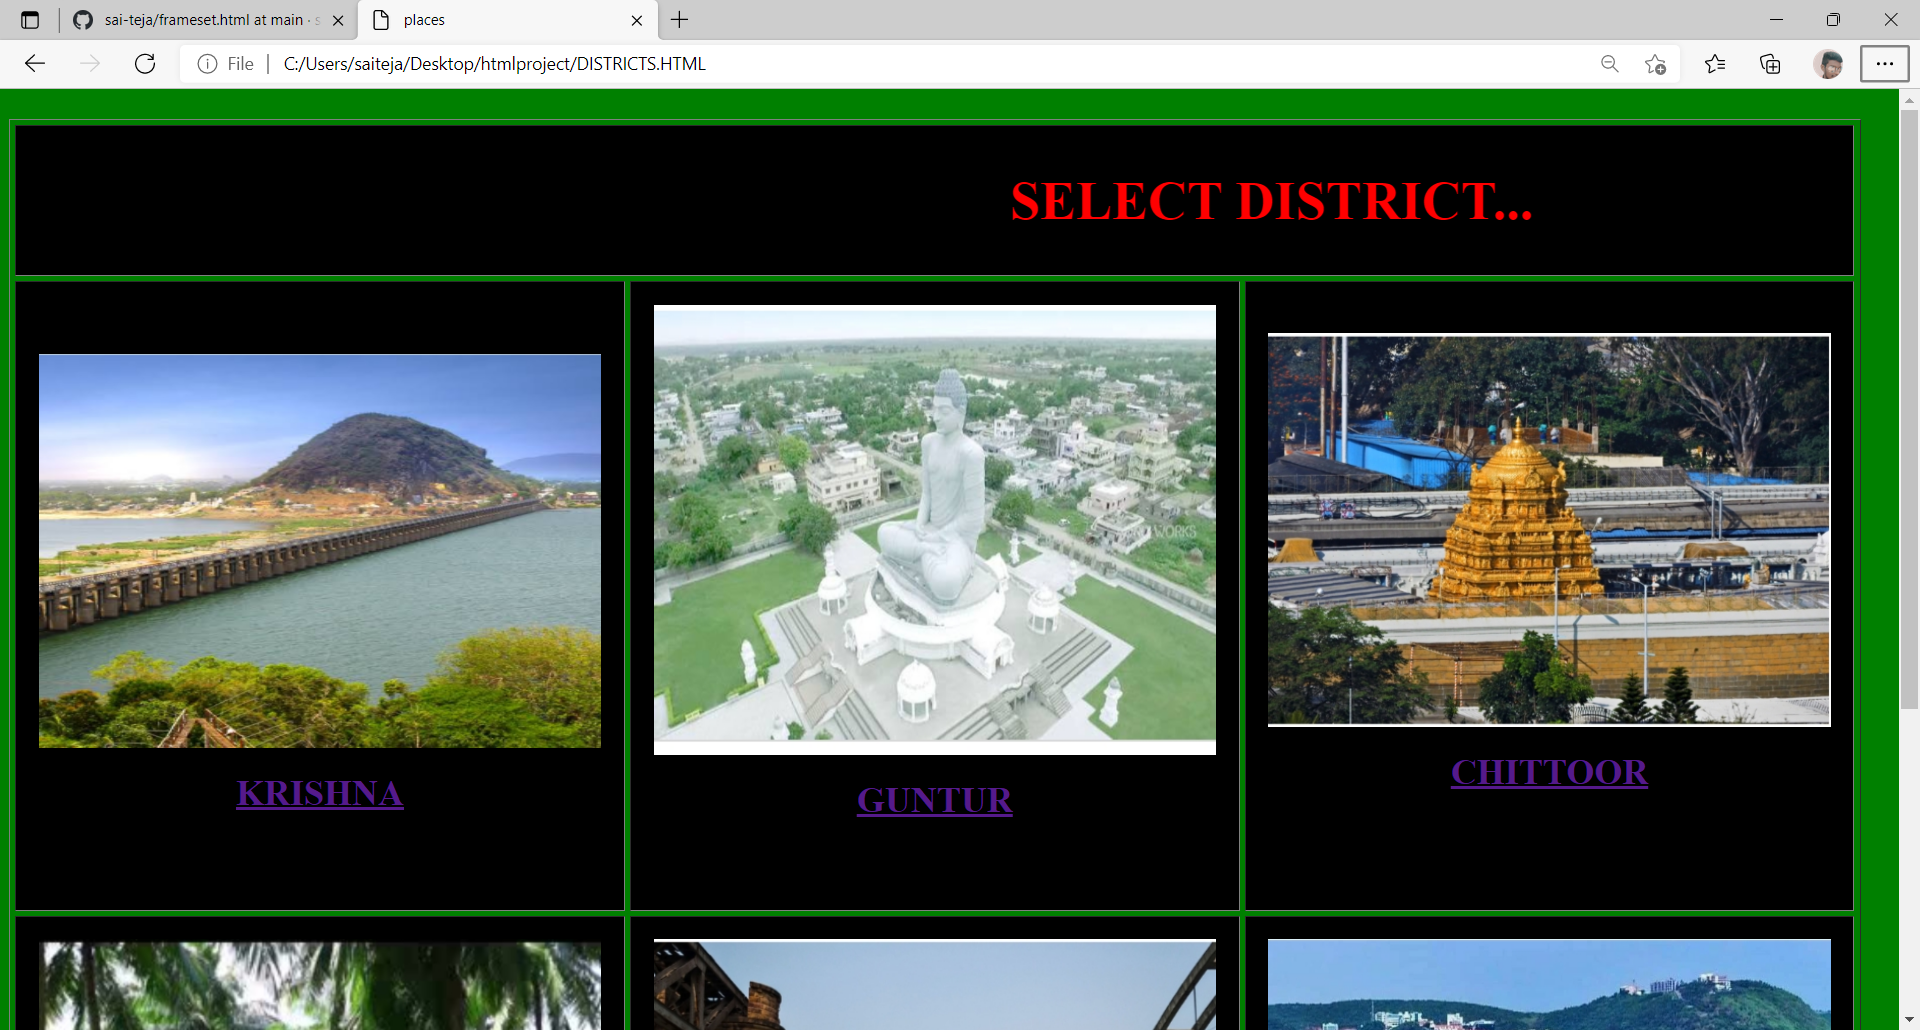 sai-teja/frameset.html at main · s
places
File
C:/Users/saiteja/Desktop/htmlproject/DISTRICTS.HTML
SELECT DISTRICT...
WORKS
KRISHNA
GUNTUR
CHITTOOR